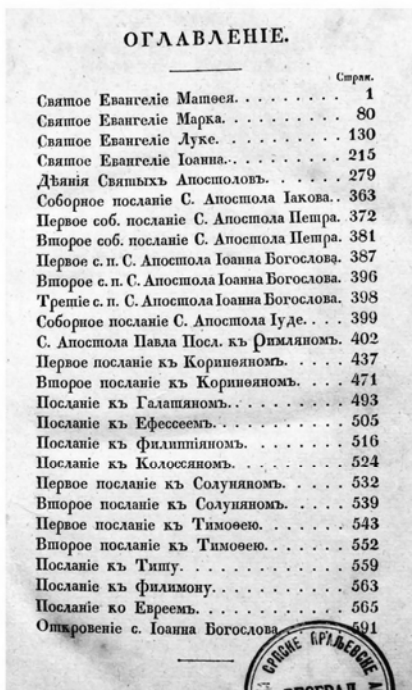 ОГЛАВЛЕНІЕ.
Стран.
Святое Евангеліе Матѳея. . . . . . . . . 1
Святое Евангеліе Марка. . . . . . . . . . 80
Святое Евангеліе Луке. . . . . . . . . . 130
Святое Евангеліе Іоанна. . . . . . . . . . 215
Дѣянія Святыхъ Апостоловъ. . . . . . . 279
Соборное посланіе С. Апостола Іакова. . 363
Первое соб. посланіе С. Апостола Петра. 372
Второе соб. посланіе С. Апостола Петра. 381
Первое с. п. С. Апостола Іоанна Богослова. 387
Второе с. п. С. Апостола Іоанна Богослова. 396
Третіе с. п. С. Апостола Іоанна Богослова. 398
Соборное посланіе С. Апостола Іуде. . . . 399
С. Апостола Павла Посл. къ Римляномъ. 402
Первое посланіе къ Коринѳяномъ. . . . . 437
Второе посланіе къ Коринѳяномъ. . . . . 471
Посланіе къ Галатяномъ. . . . . . . . . . 493
Посланіе къ Ефессеемъ. . . . . . . . . . 505
Посланіе къ филиппіяномъ. . . . . . . . 516
Посланіе къ Колоссяномъ. . . . . . . . . 524
Первое посланіе къ Солуняномъ. . . . . . 532
Второе посланіе къ Солуняномъ. . . . . . 539
Первое посланіе къ Тимоѳею. . . . . . . 543
Второе посланіе къ Тимоѳею. . . . . . . . 552
Посланіе къ Титу. . . . . . . . . . . . . 559
Посланіе къ филимону. . . . . . . . . . . 563
Посланіе ко Евреемъ. . . . . . . . . . . . 565
Откровеніе с. Іоанна Богослова. . . . . . 591
СРПСКЕ КРАЉЕВСКЕ